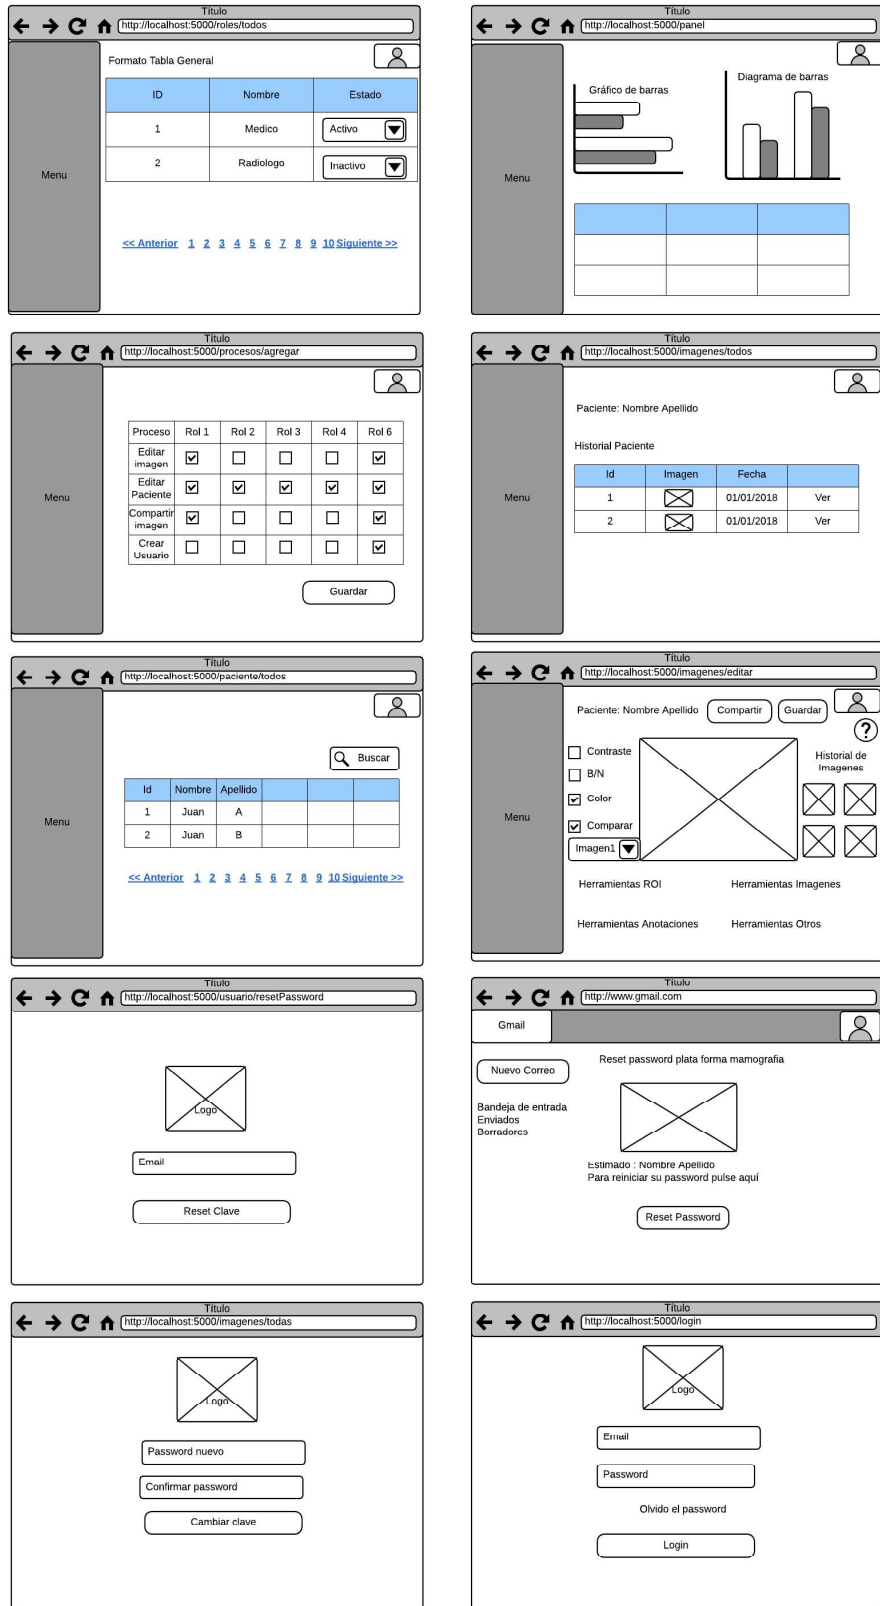 Título
http://localhost:5000/roles/todos
Menu
Formato Tabla General
ID Nombre Estado
1 Medico Activo
2 Radiologo Inactivo
<< Anterior 1 2 3 4 5 6 7 8 9 10 Siguiente >>
Título
http://localhost:5000/panel
Menu
Gráfico de barras
Diagrama de barras
Título
http://localhost:5000/procesos/agregar
Menu
Proceso Rol 1 Rol 2 Rol 3 Rol 4 Rol 6
Editar
imagen
Editar
Paciente
Compartir
imagen
Crear
Usuario
Guardar
Título
http://localhost:5000/imagenes/todos
Menu
Paciente: Nombre Apellido
Historial Paciente
Id Imagen Fecha
1 01/01/2018 Ver
2 01/01/2018 Ver
Título
http://localhost:5000/paciente/todos
Menu
Buscar
Id Nombre Apellido
1 Juan A
2 Juan B
<< Anterior 1 2 3 4 5 6 7 8 9 10 Siguiente >>
Título
http://localhost:5000/imagenes/editar
Menu
Paciente: Nombre Apellido Compartir Guardar
?
Contraste
B/N
Color
Comparar
Imagen1
Historial de
Imagenes
Herramientas ROI Herramientas Imagenes
Herramientas Anotaciones Herramientas Otros
Título
http://localhost:5000/usuario/resetPassword
Logo
Email
Reset Clave
Título
http://www.gmail.com
Gmail
Nuevo Correo
Bandeja de entrada
Enviados
Borradores
Reset password plata forma mamografia
Estimado : Nombre Apellido
Para reiniciar su password pulse aquí
Reset Password
Título
http://localhost:5000/imagenes/todas
Logo
Password nuevo
Confirmar password
Cambiar clave
Título
http://localhost:5000/login
Logo
Email
Password
Olvido el password
Login